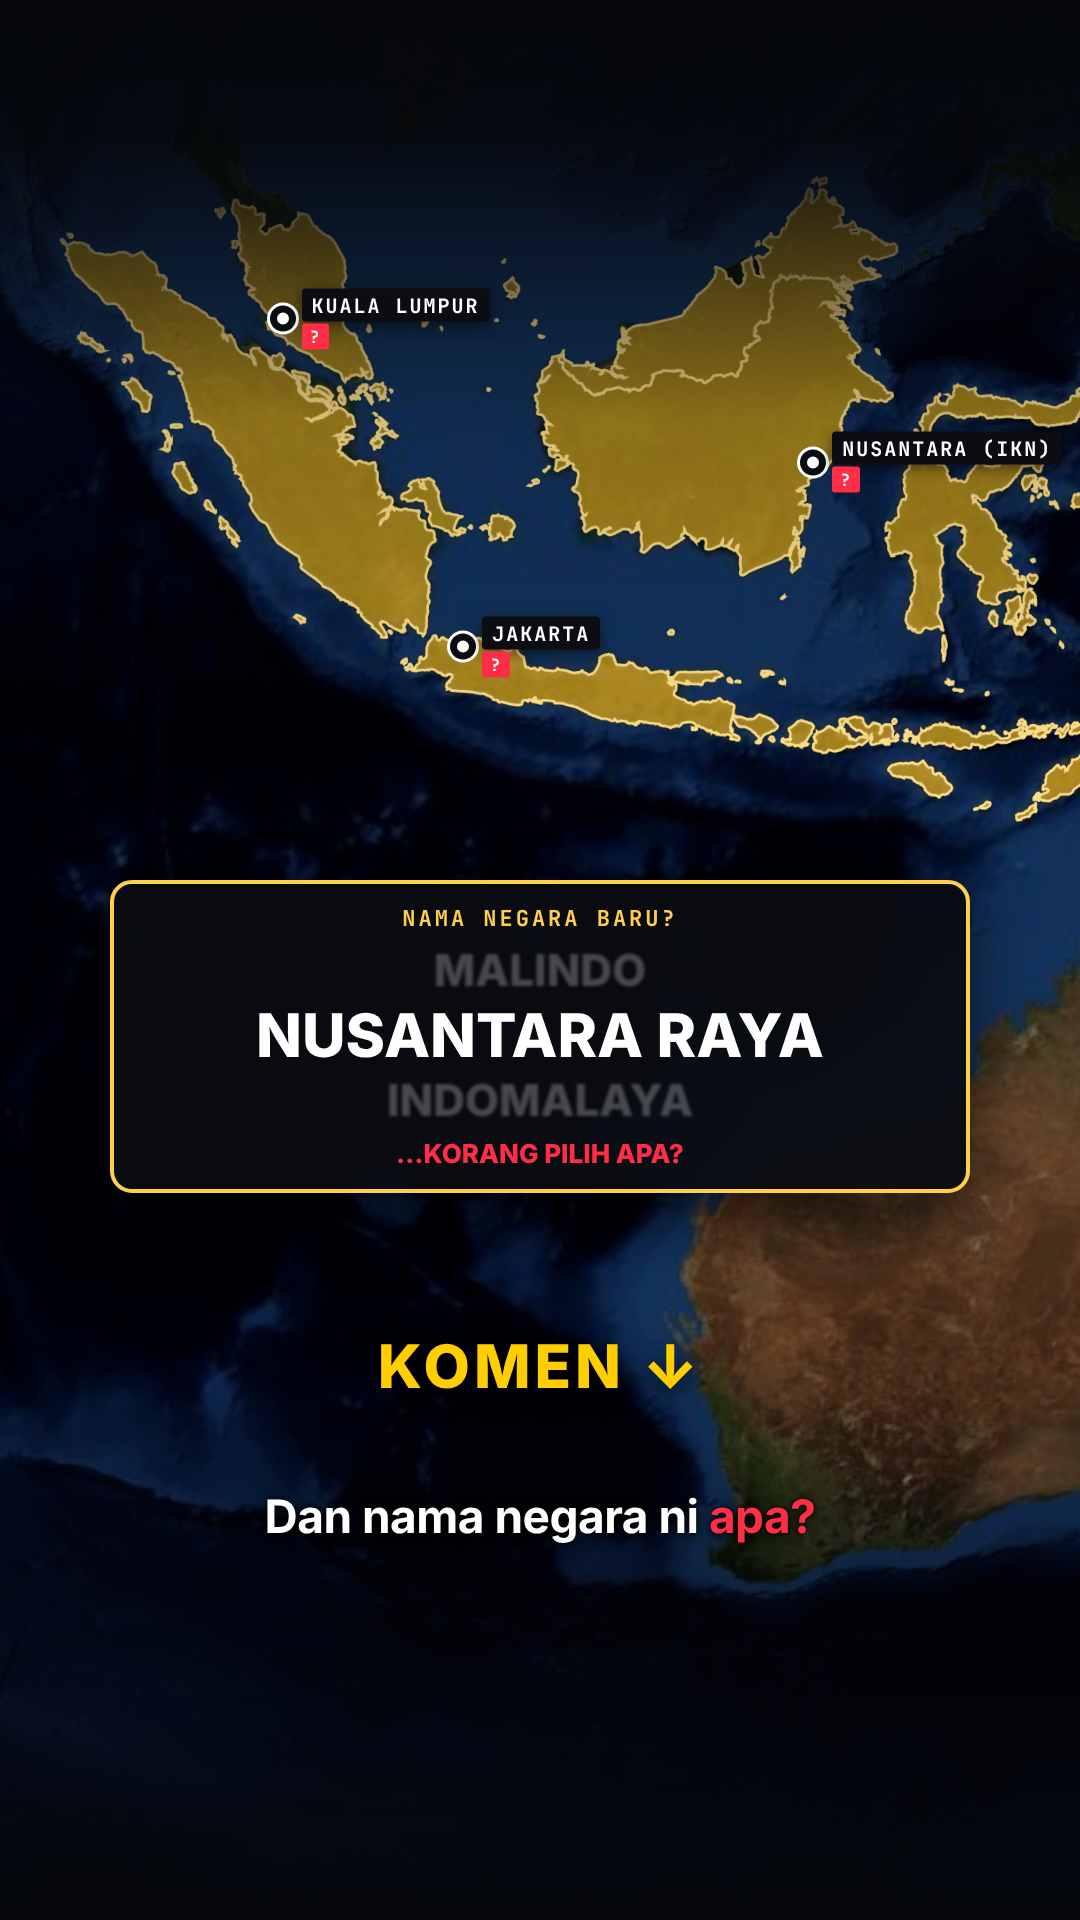 KUALA LUMPUR
?
NUSANTARA (IKN)
?
JAKARTA
?
NAMA NEGARA BARU?
MALINDO
NUSANTARA RAYA
INDOMALAYA
...KORANG PILIH APA?
KOMEN ↓
Dan nama negara ni apa?